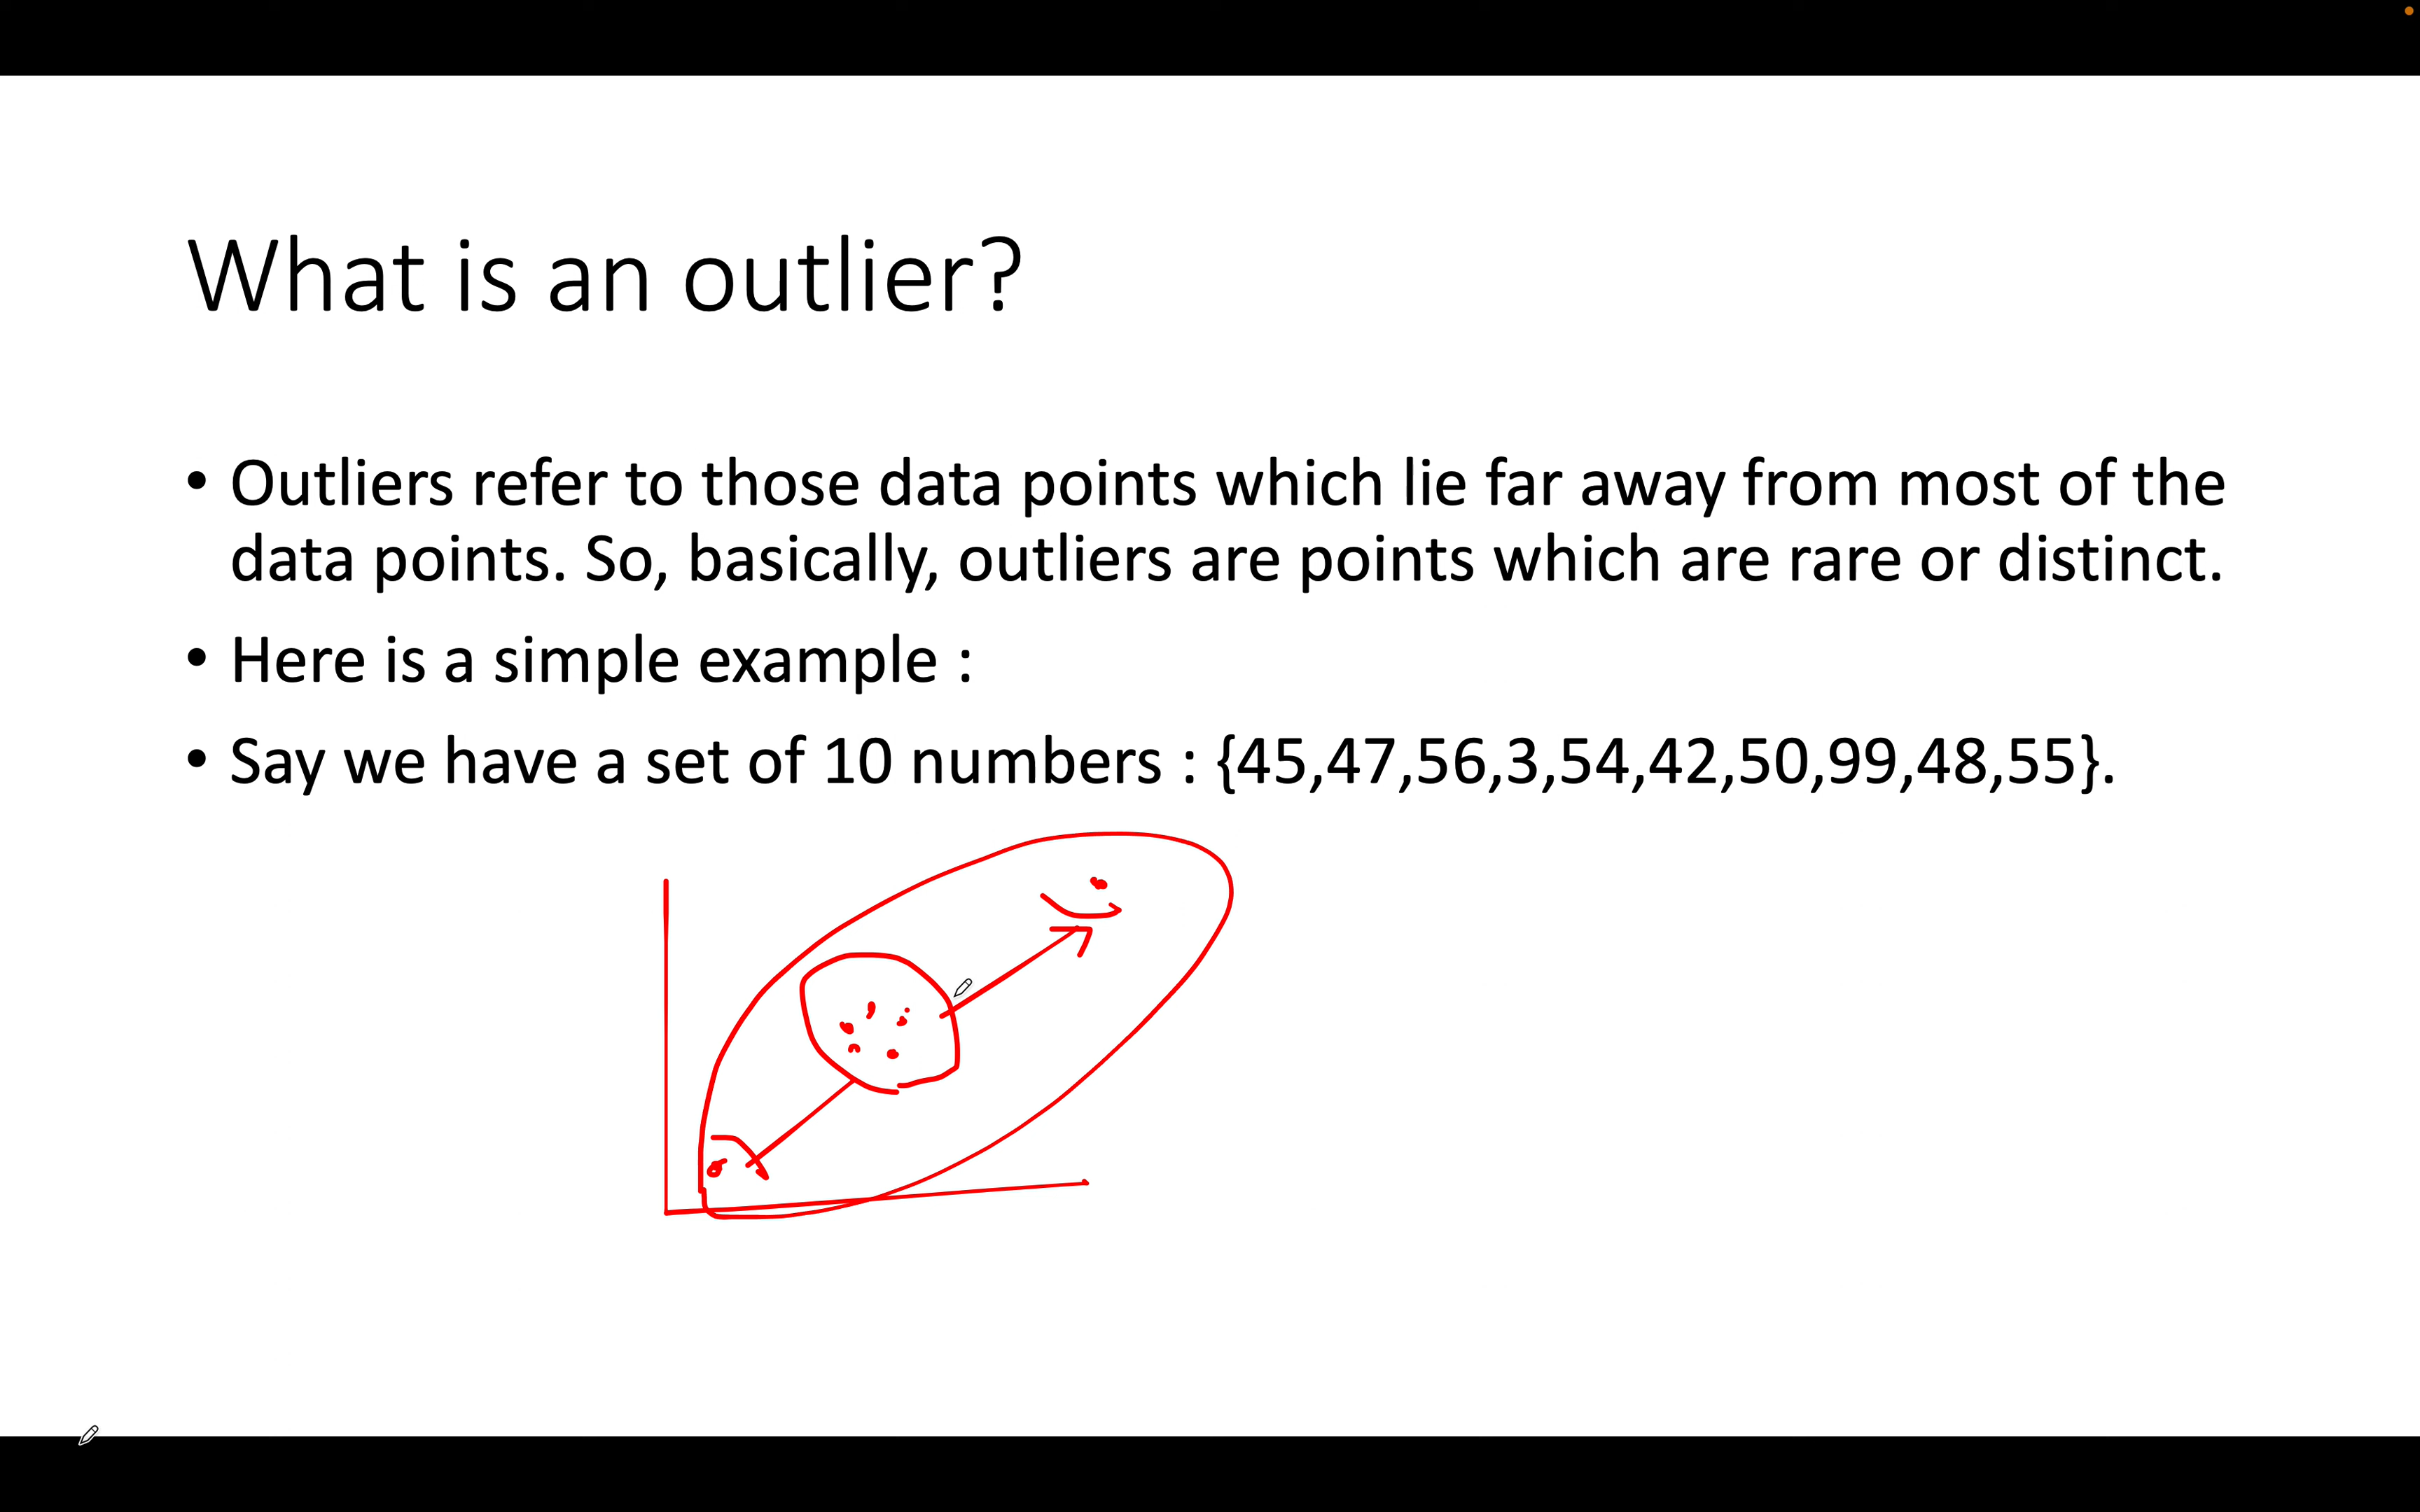 What is an outlier?
• Outliers refer to those data points which lie far away from most of the
data points. So, basically, outliers are points which are rare or distinct.
• Here is a simple example :
• Say we have a set of 10 numbers : {45,47,56,3,54,42,50,99,48,55}.